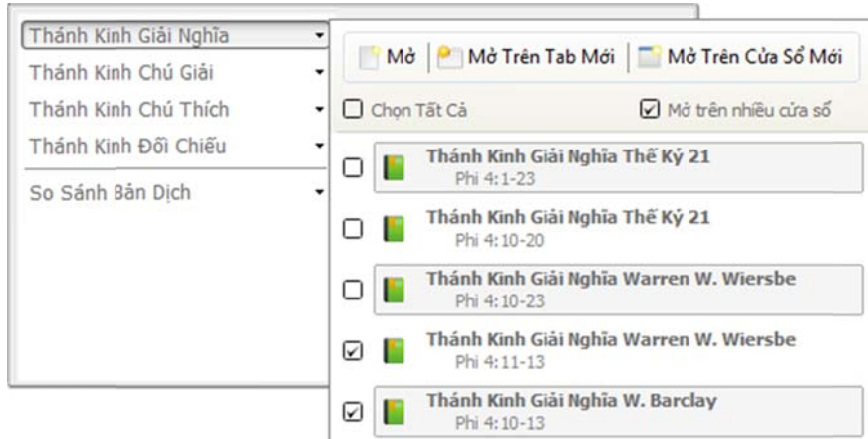 Thánh Kinh Giải Nghĩa
Thánh Kinh Chú Giải
Thánh Kinh Chú Thích
Thánh Kinh Đối Chiếu
So Sánh Bản Dịch
Mở Mở Trên Tab Mới Mở Trên Cửa Sổ Mới
Chọn Tất Cả Mở trên nhiều cửa sổ
Thánh Kinh Giải Nghĩa Thế Kỷ 21
Phi 4:1-23
Thánh Kinh Giải Nghĩa Thế Kỷ 21
Phi 4:10-20
Thánh Kinh Giải Nghĩa Warren W. Wiersbe
Phi 4:10-23
Thánh Kinh Giải Nghĩa Warren W. Wiersbe
Phi 4:11-13
Thánh Kinh Giải Nghĩa W. Barclay
Phi 4:10-13